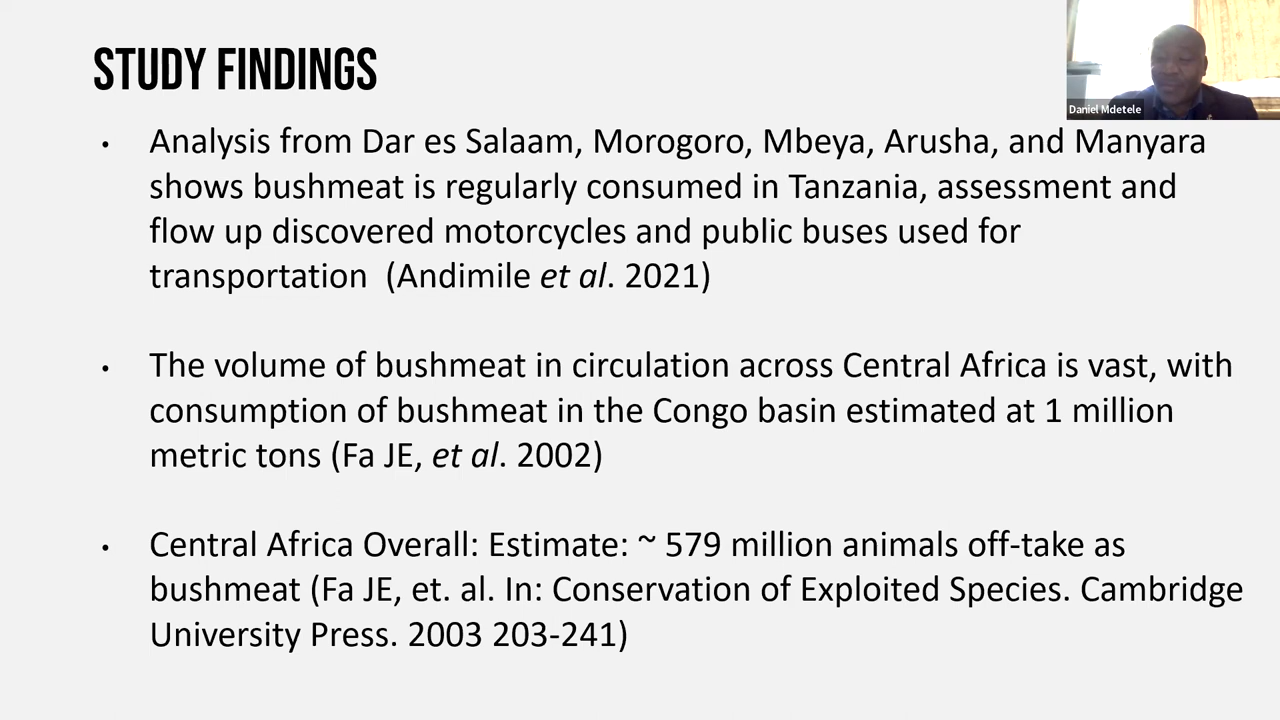 STUDY FINDINGS
Daniel Mdetele
• Analysis from Dar es Salaam, Morogoro, Mbeya, Arusha, and Manyara
shows bushmeat is regularly consumed in Tanzania, assessment and
flow up discovered motorcycles and public buses used for
transportation (Andimile et al. 2021)
• The volume of bushmeat in circulation across Central Africa is vast, with
consumption of bushmeat in the Congo basin estimated at 1 million
metric tons (Fa JE, et al. 2002)
• Central Africa Overall: Estimate: ~ 579 million animals off-take as
bushmeat (Fa JE, et. al. In: Conservation of Exploited Species. Cambridge
University Press. 2003 203-241)